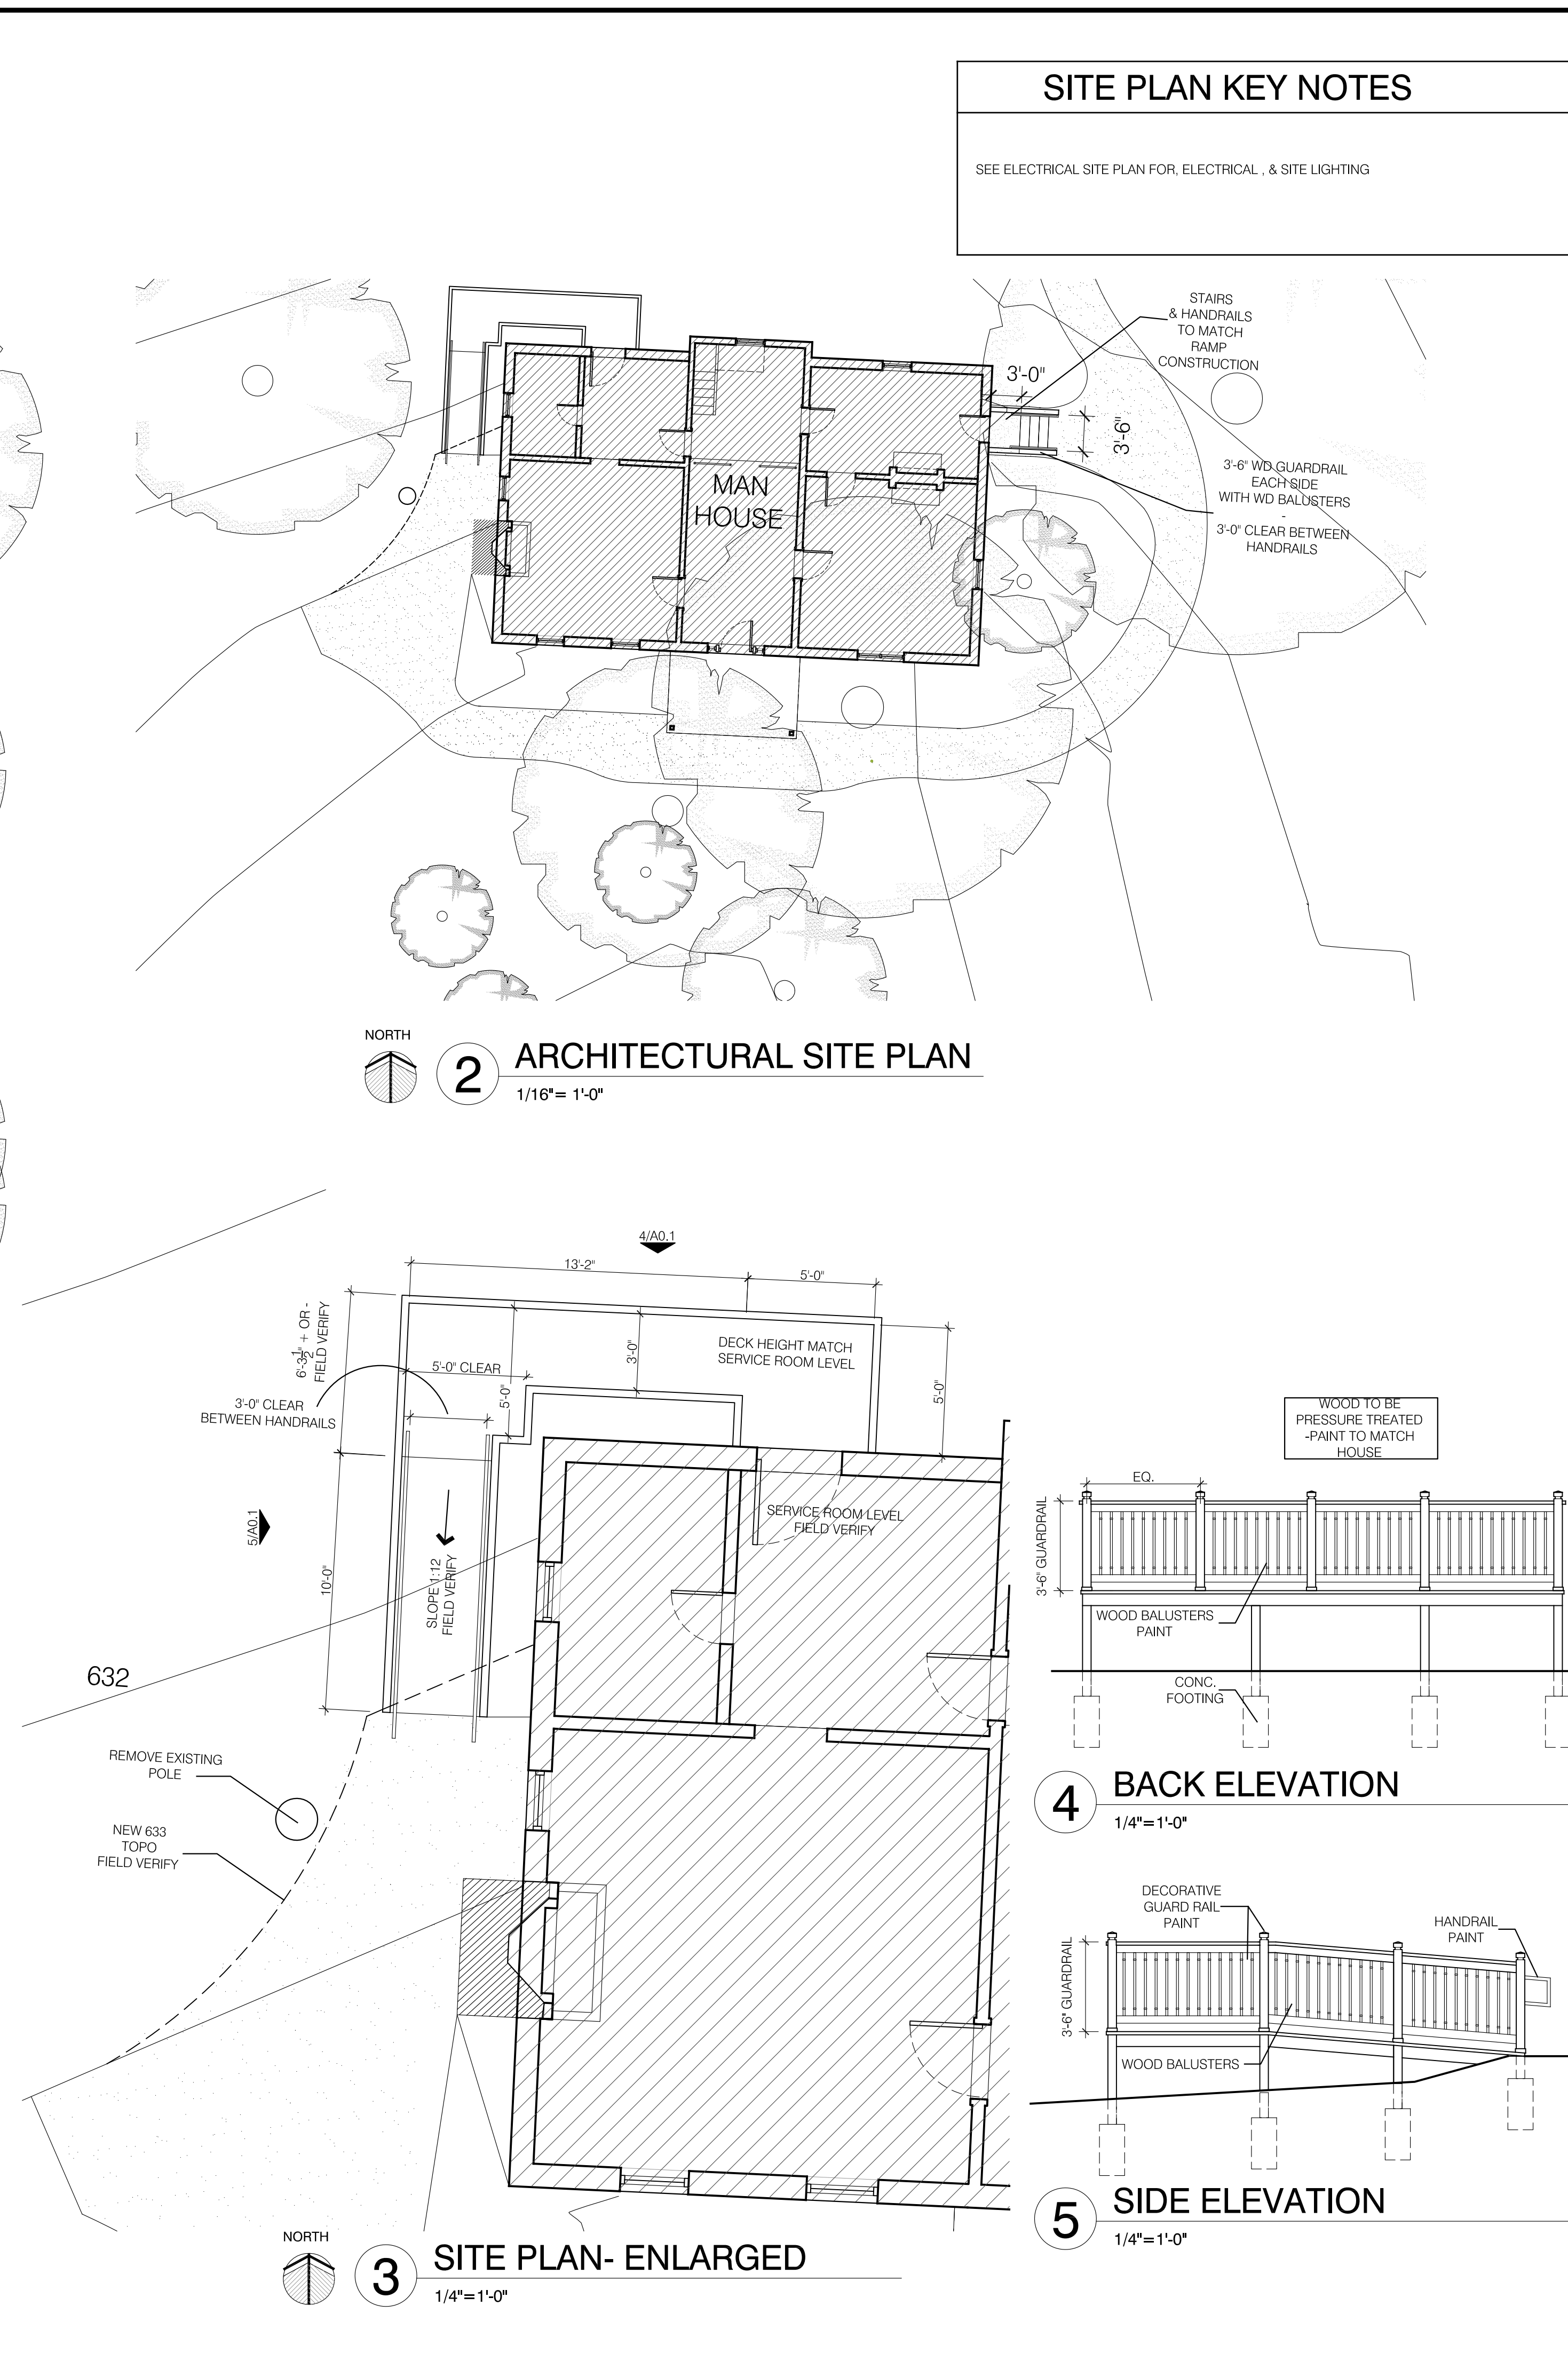 SITE PLAN KEY NOTES
SEE ELECTRICAL SITE PLAN FOR, ELECTRICAL , & SITE LIGHTING
STAIRS
& HANDRAILS
TO MATCH
RAMP
CONSTRUCTION
3'-0"
3'-6"
3'-6" WD GUARDRAIL
EACH SIDE
WITH WD BALUSTERS
-
3'-0" CLEAR BETWEEN
HANDRAILS
MAN
HOUSE
NORTH
2
ARCHITECTURAL SITE PLAN
1/16"= 1'-0"
4/A0.1
13'-2"
5'-0"
6'-3 1/2" + OR -
FIELD VERIFY
DECK HEIGHT MATCH
SERVICE ROOM LEVEL
3'-0"
5'-0" CLEAR
5'-0"
5'-0"
3'-0" CLEAR
BETWEEN HANDRAILS
SERVICE ROOM LEVEL
FIELD VERIFY
5/A0.1
10'-0"
SLOPE 1:12
FIELD VERIFY
632
REMOVE EXISTING
POLE
NEW 633
TOPO
FIELD VERIFY
NORTH
3
SITE PLAN- ENLARGED
1/4"=1'-0"
WOOD TO BE
PRESSURE TREATED
-PAINT TO MATCH
HOUSE
EQ.
3'-6" GUARDRAIL
WOOD BALUSTERS
PAINT
CONC.
FOOTING
4
BACK ELEVATION
1/4"=1'-0"
DECORATIVE
GUARD RAIL
PAINT
HANDRAIL
PAINT
3'-6" GUARDRAIL
WOOD BALUSTERS
5
SIDE ELEVATION
1/4"=1'-0"